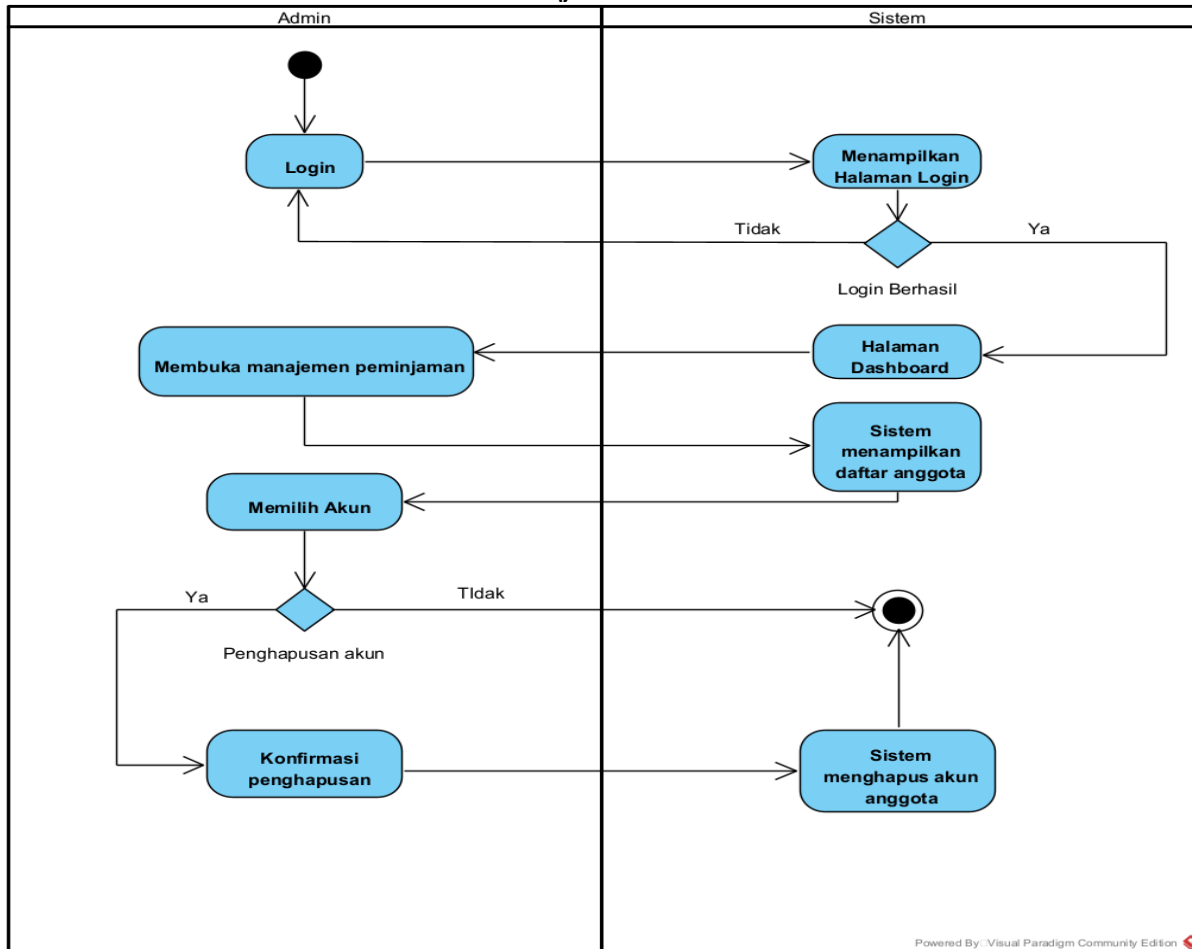 Admin
Sistem
Login
Menampilkan
Halaman Login
Tidak
Ya
Login Berhasil
Halaman
Dashboard
Membuka manajemen peminjaman
Sistem
menampilkan
daftar anggota
Memilih Akun
Ya
TIdak
Penghapusan akun
Konfirmasi
penghapusan
Sistem
menghapus akun
anggota
Powered By Visual Paradigm Community Edition